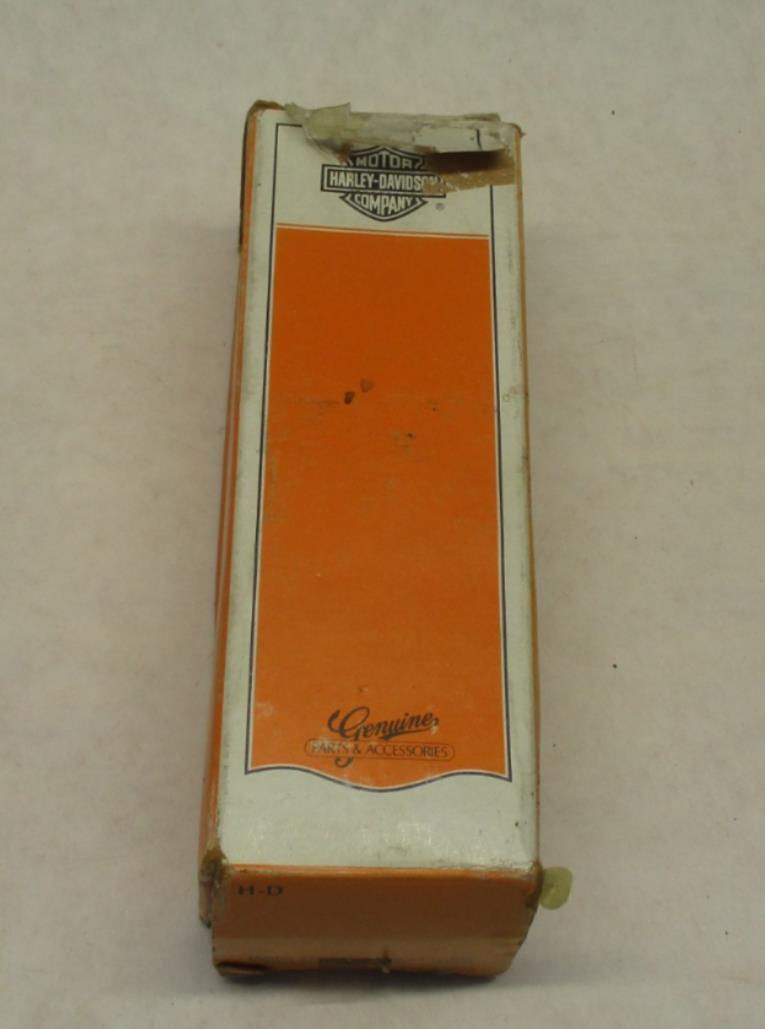 MOTOR
HARLEY-DAVIDSON
COMPANY
®
Genuine
PARTS & ACCESSORIES
H-D